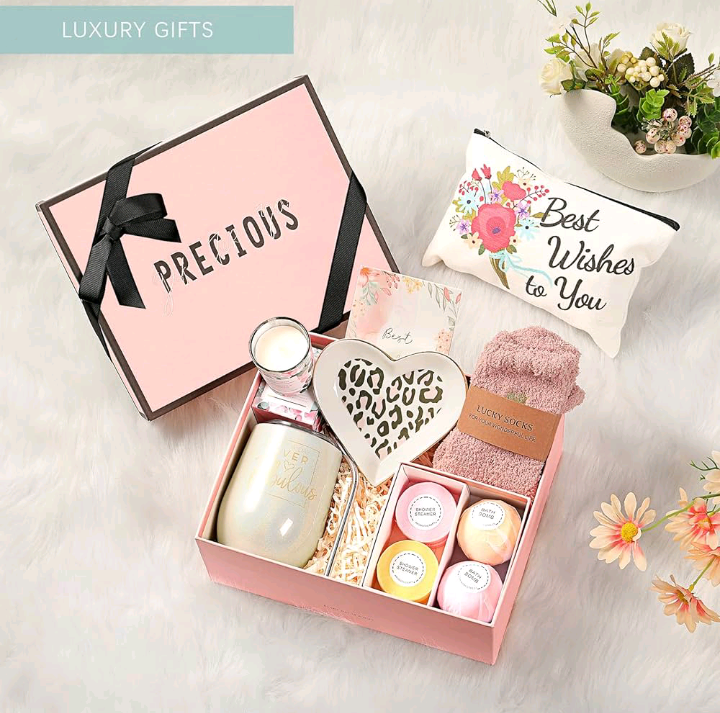 LUXURY GIFTS
PRECIOUS
Best
Wishes
to You
Best
LUCKY SOCKS
SHOWER
STEAMER
BATH
BOMB
SHOWER
STEAMER
BATH
BOMB